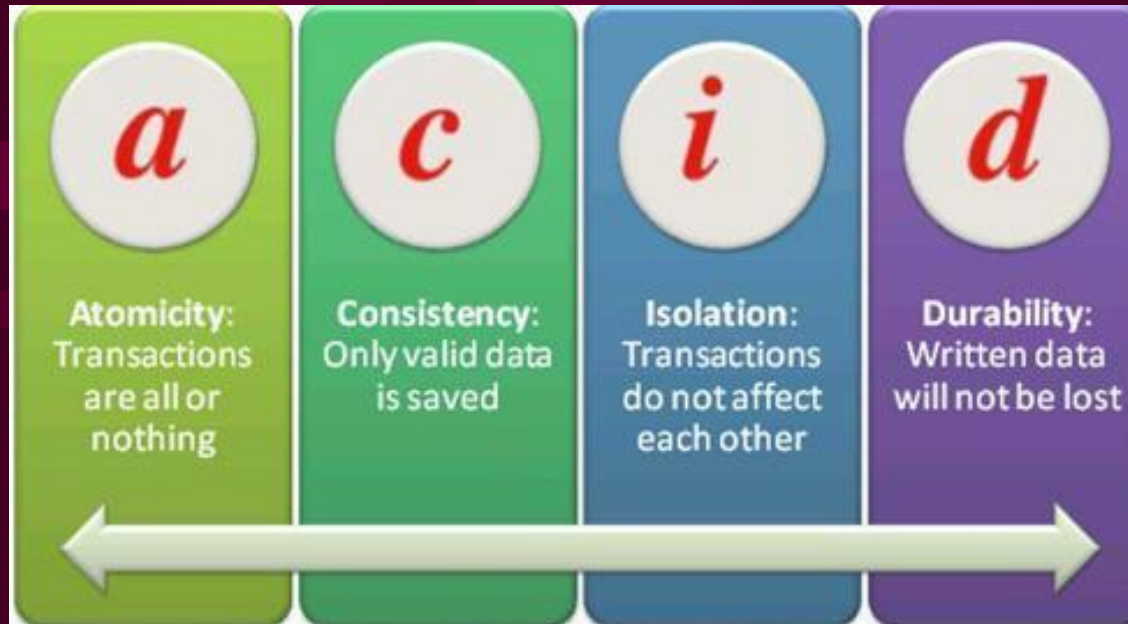 a
Atomicity:
Transactions
are all or
nothing
c
Consistency:
Only valid data
is saved
i
Isolation:
Transactions
do not affect
each other
d
Durability:
Written data
will not be lost